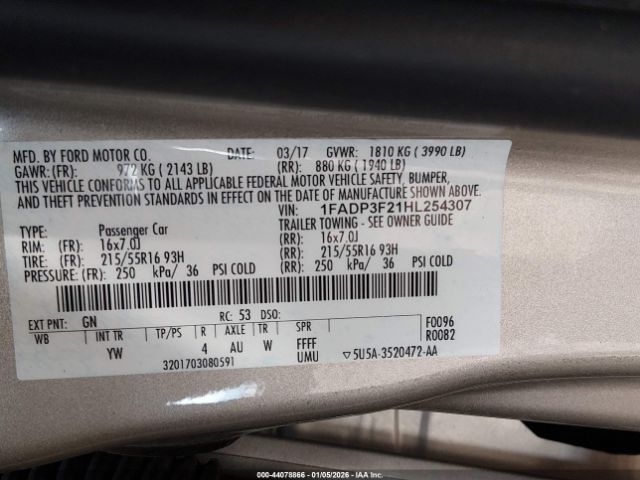 MFD. BY FORD MOTOR CO. DATE: 03/17 GVWR: 1810 KG ( 3990 LB)
GAWR: (FR): 972 KG ( 2143 LB) (RR): 880 KG ( 1940 LB)
THIS VEHICLE CONFORMS TO ALL APPLICABLE FEDERAL MOTOR VEHICLE SAFETY, BUMPER,
AND THEFT PREVENTION STANDARDS IN EFFECT ON THE DATE OF MANUFACTURE SHOWN ABOVE.
VIN: 1FADP3F21HL254307
TYPE: Passenger Car TRAILER TOWING - SEE OWNER GUIDE
RIM: (FR): 16x7.0J (RR): 16x7.0J
TIRE: (FR): 215/55R16 93H (RR): 215/55R16 93H
PRESSURE: (FR): 250 kPa/ 36 PSI COLD (RR): 250 kPa/ 36 PSI COLD
EXT PNT: GN RC: 53 DSO: F0096
WB INT TR TP/PS R AXLE TR SPR R0082
YW 4 AU W FFFF
3201703080591 UMU ▽5U5A-3520472-AA
320-44078866 - 01/05/2026 - IAA Inc.